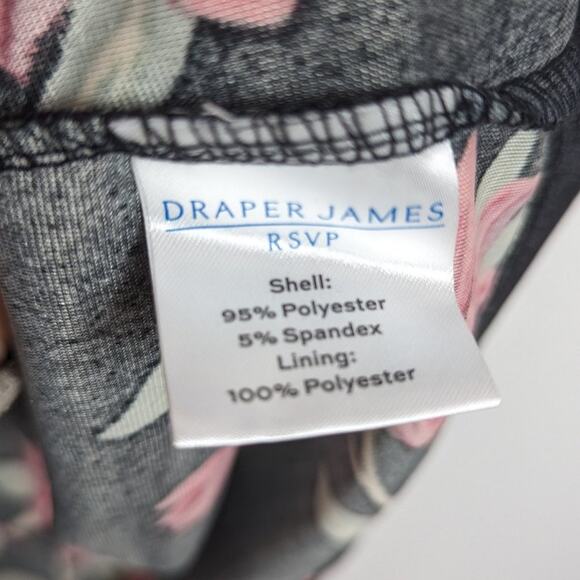 DRAPER JAMES
RSVP
Shell:
95% Polyester
5% Spandex
Lining:
100% Polyester